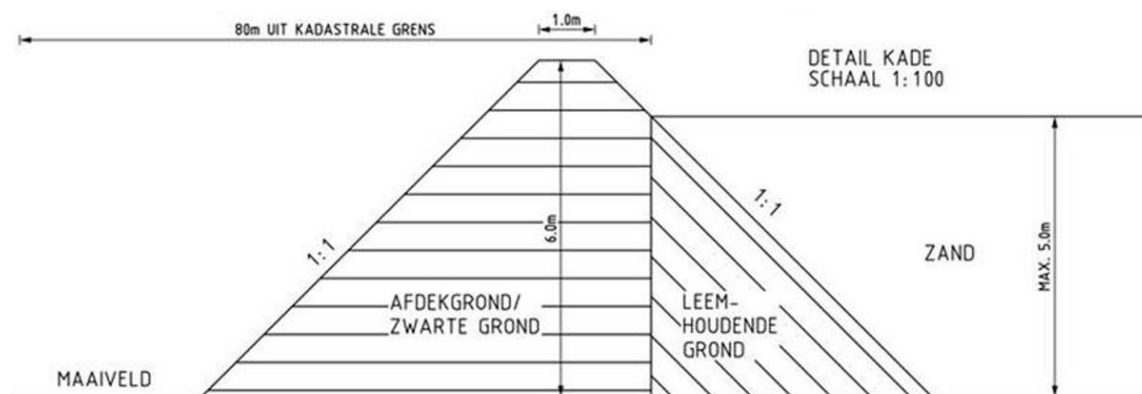 80m UIT KADASTRALE GRENS
1.0m
DETAIL KADE
SCHAAL 1:100
1:1
6.0m
1:1
MAX. 5.0m
ZAND
AFDEKGROND/
ZWARTE GROND
LEEM-
HOUDENDE
GROND
MAAIVELD